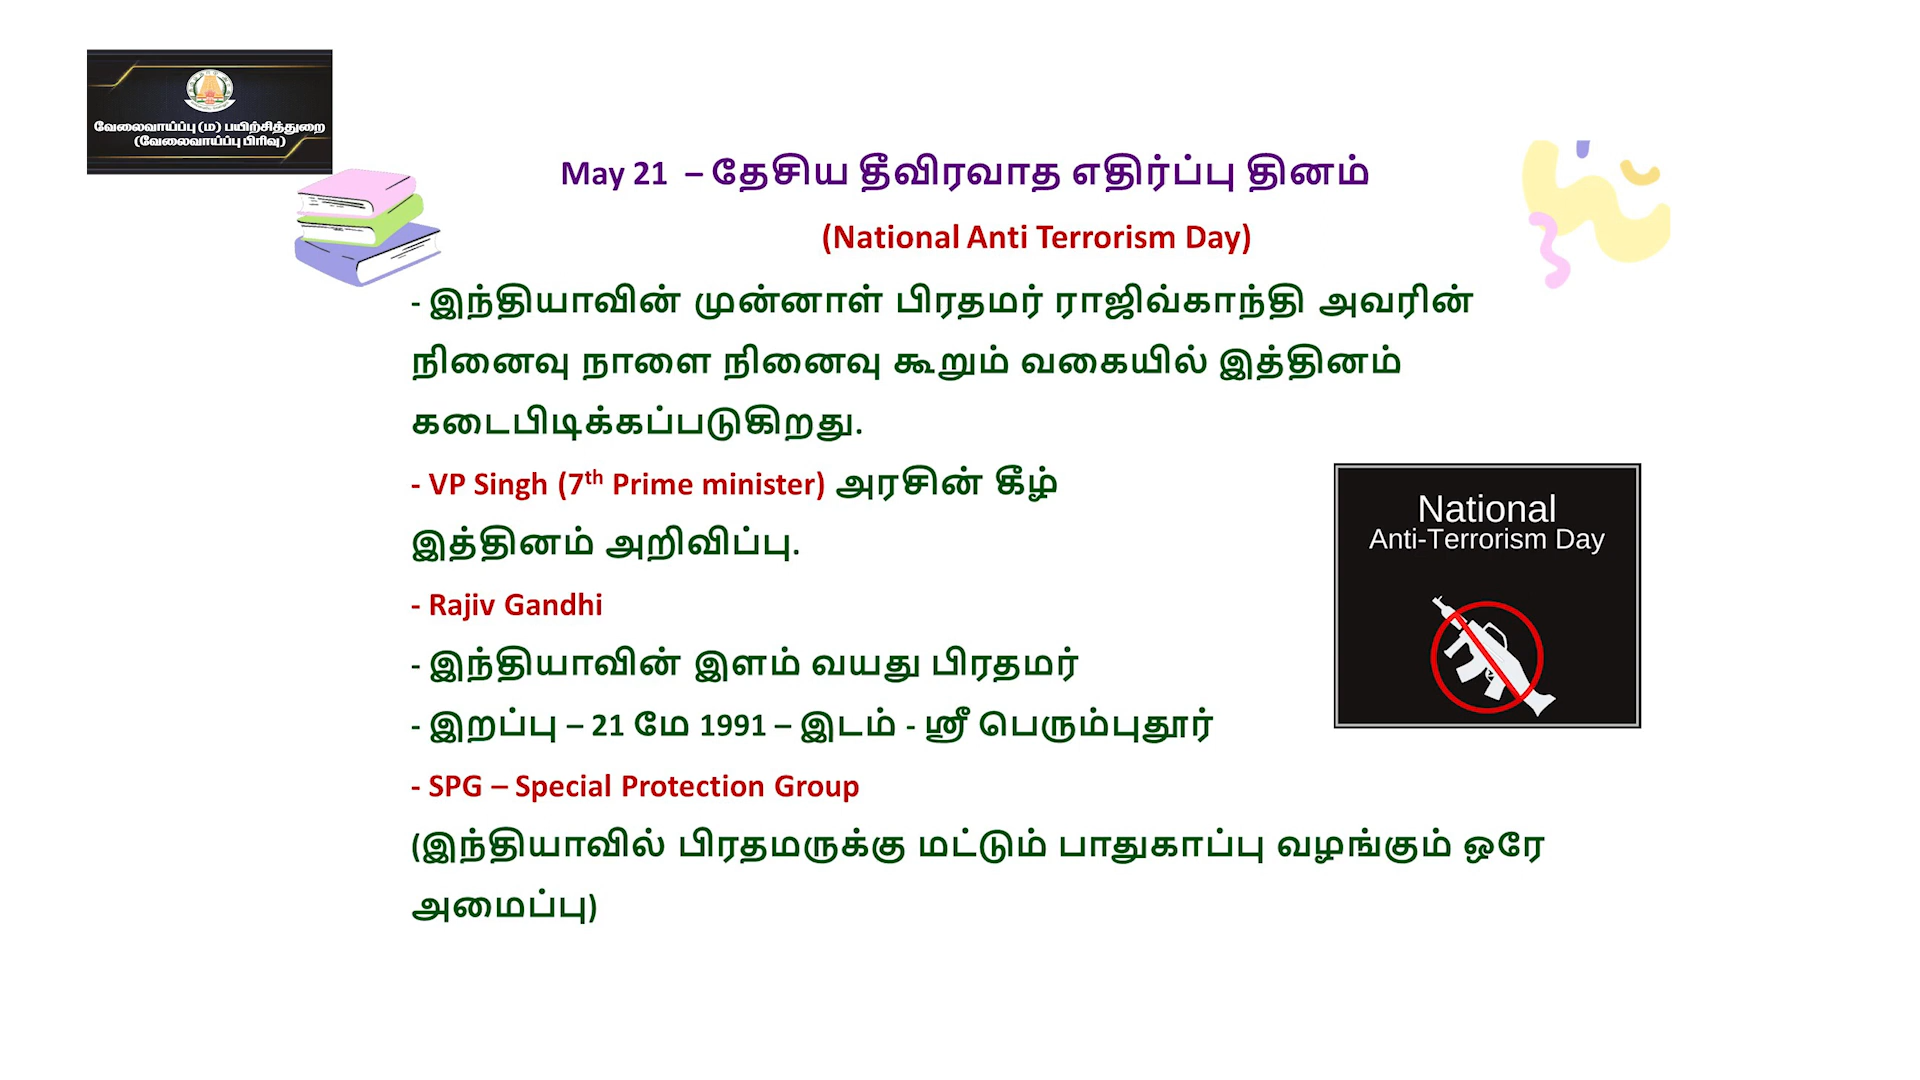 வேலைவாய்ப்பு (ம) பயிற்சித்துறை
(வேலைவாய்ப்பு பிரிவு)
May 21 – தேசிய தீவிரவாத எதிர்ப்பு தினம்
(National Anti Terrorism Day)
- இந்தியாவின் முன்னாள் பிரதமர் ராஜிவ்காந்தி அவரின்
நினைவு நாளை நினைவு கூறும் வகையில் இத்தினம்
கடைபிடிக்கப்படுகிறது.
- VP Singh (7th Prime minister) அரசின் கீழ்
இத்தினம் அறிவிப்பு.
- Rajiv Gandhi
- இந்தியாவின் இளம் வயது பிரதமர்
- இறப்பு – 21 மே 1991 – இடம் - ஸ்ரீ பெரும்புதூர்
- SPG – Special Protection Group
(இந்தியாவில் பிரதமருக்கு மட்டும் பாதுகாப்பு வழங்கும் ஒரே
அமைப்பு)
National
Anti-Terrorism Day